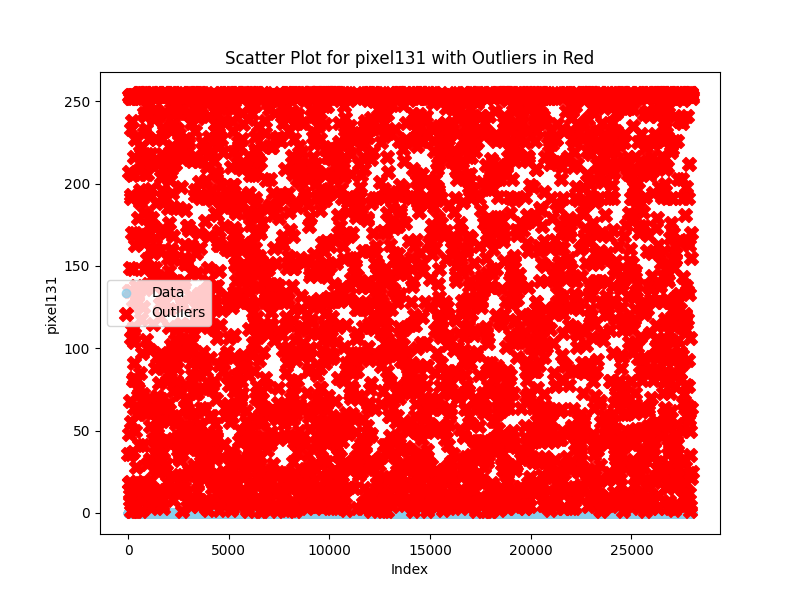 Scatter Plot for pixel131 with Outliers in Red
250
200
150
100
50
0
pixel131
Data
Outliers
0
5000
10000
15000
20000
25000
Index